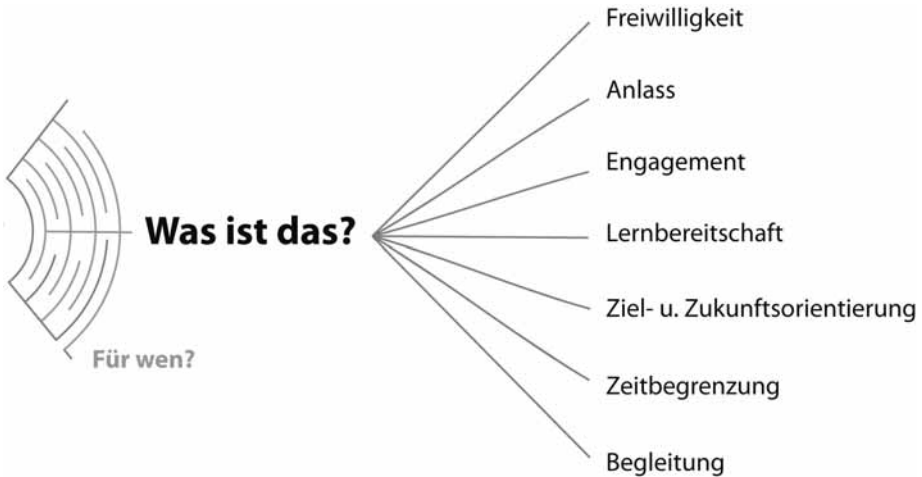 Freiwilligkeit
Anlass
Engagement
Was ist das?
Lernbereitschaft
Ziel- u. Zukunftsorientierung
Für wen?
Zeitbegrenzung
Begleitung